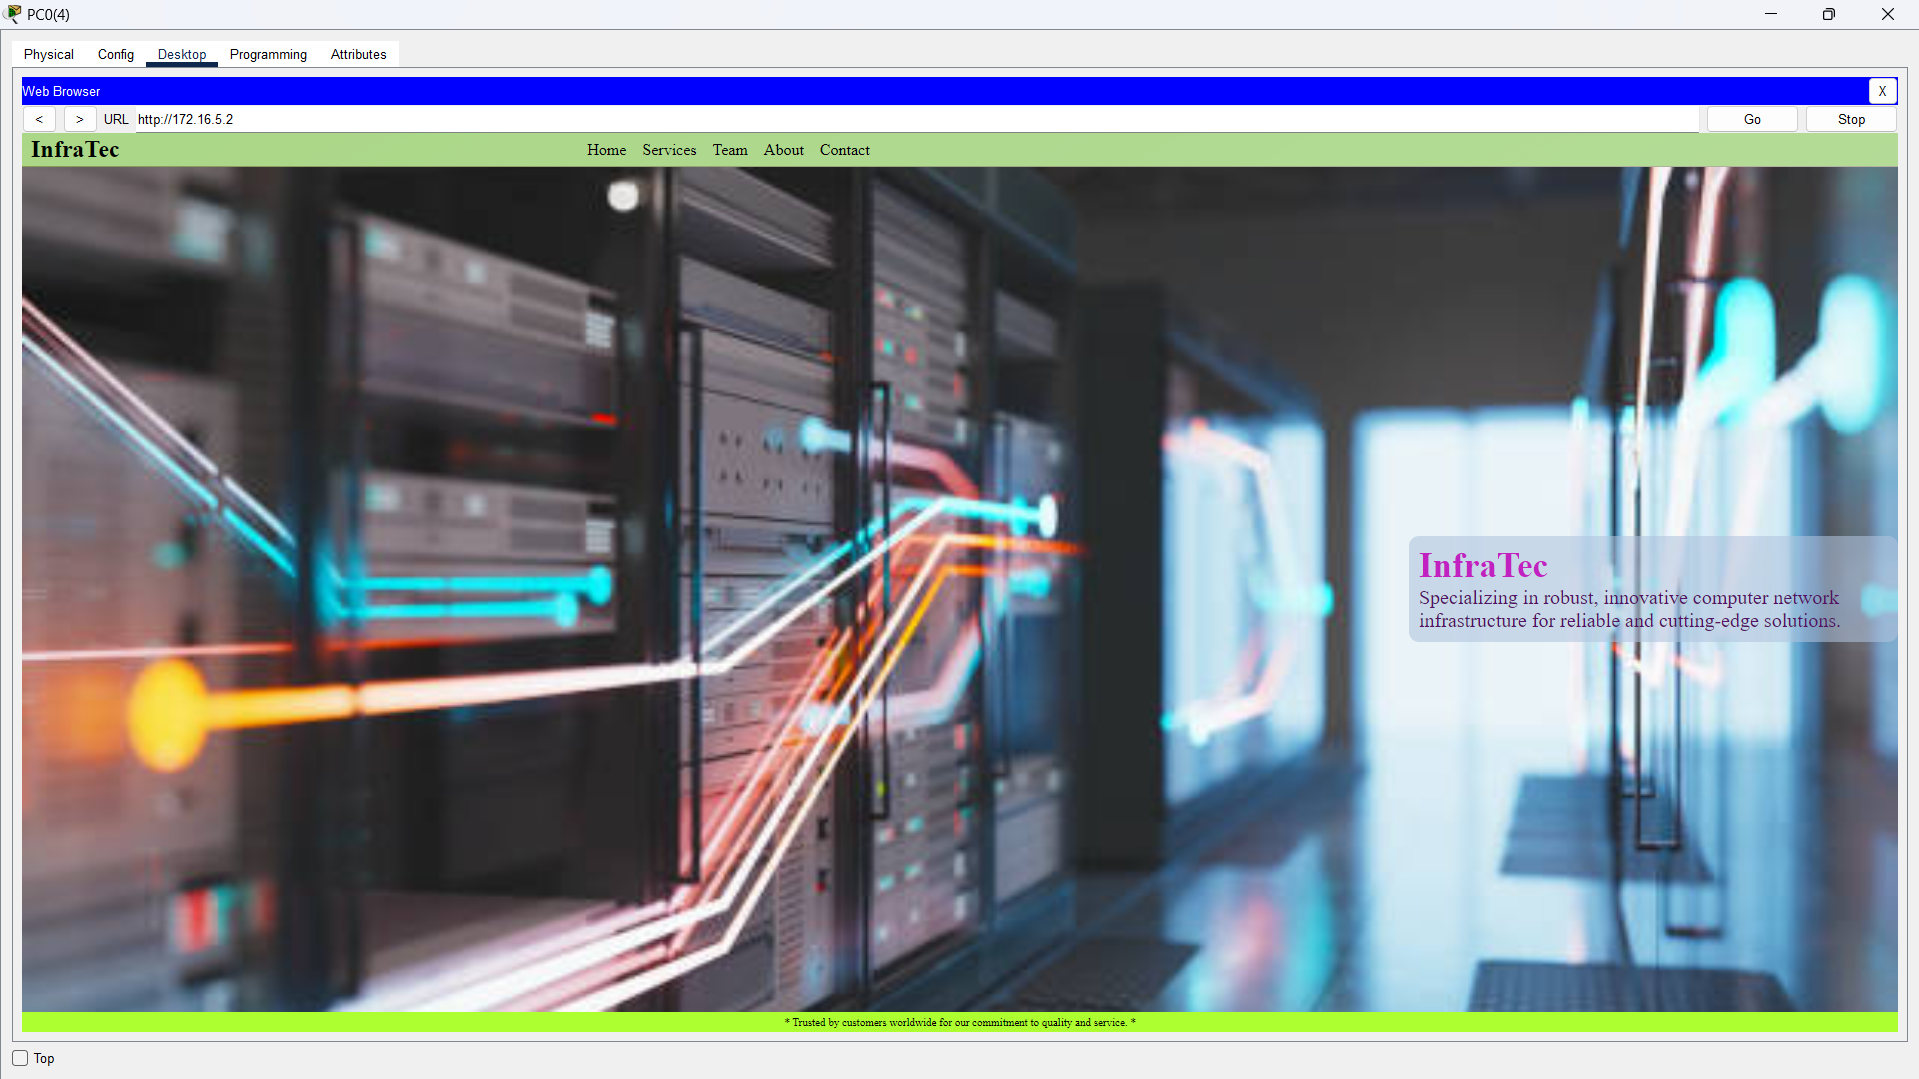 PC0(4)
Physical Config Desktop Programming Attributes
Web Browser X
< > URL http://172.16.5.2 Go Stop
InfraTec Home Services Team About Contact
InfraTec
Specializing in robust, innovative computer network
infrastructure for reliable and cutting-edge solutions.
* Trusted by customers worldwide for our commitment to quality and service. *
Top